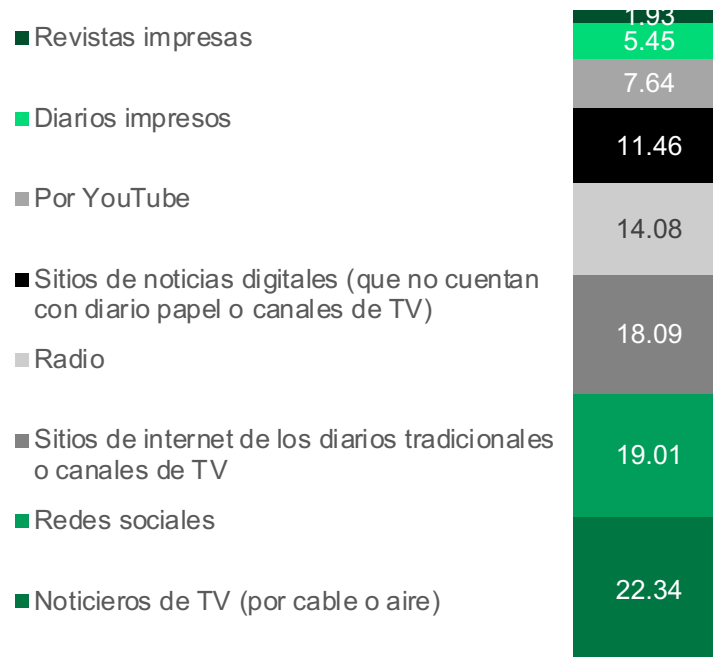 Revistas impresas
Diarios impresos
Por YouTube
Sitios de noticias digitales (que no cuentan
con diario papel o canales de TV)
Radio
Sitios de internet de los diarios tradicionales
o canales de TV
Redes sociales
Noticieros de TV (por cable o aire)
1.93
5.45
7.64
11.46
14.08
18.09
19.01
22.34